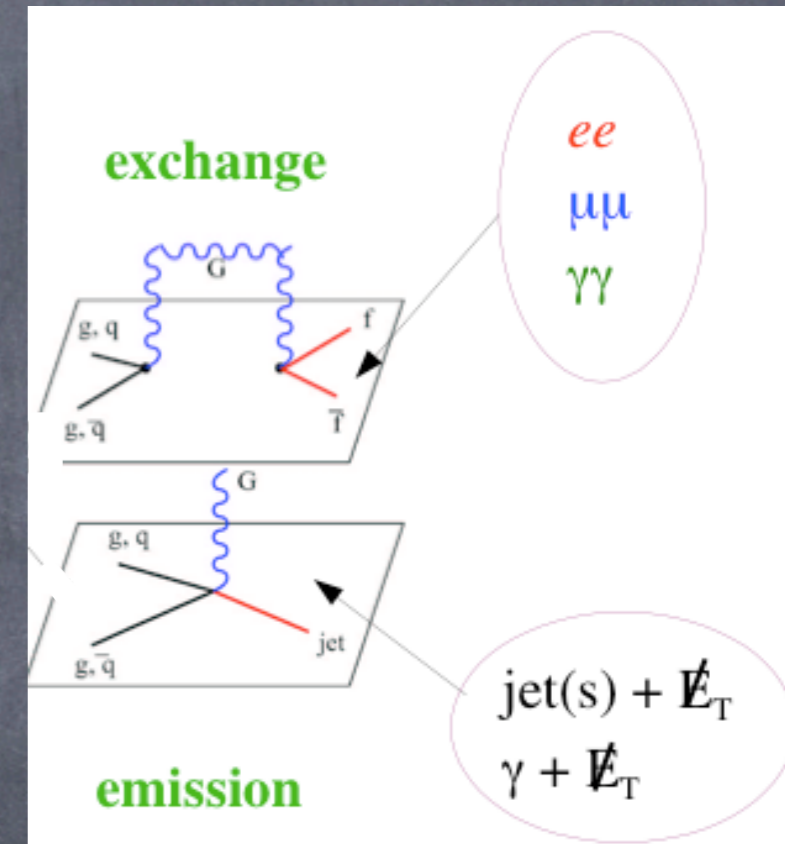 exchange
ee
μμ
γγ
G
g, q
f
g, q̅
f̅
G
g, q
jet
g, q̅
jet(s) + E̸T
γ + E̸T
emission